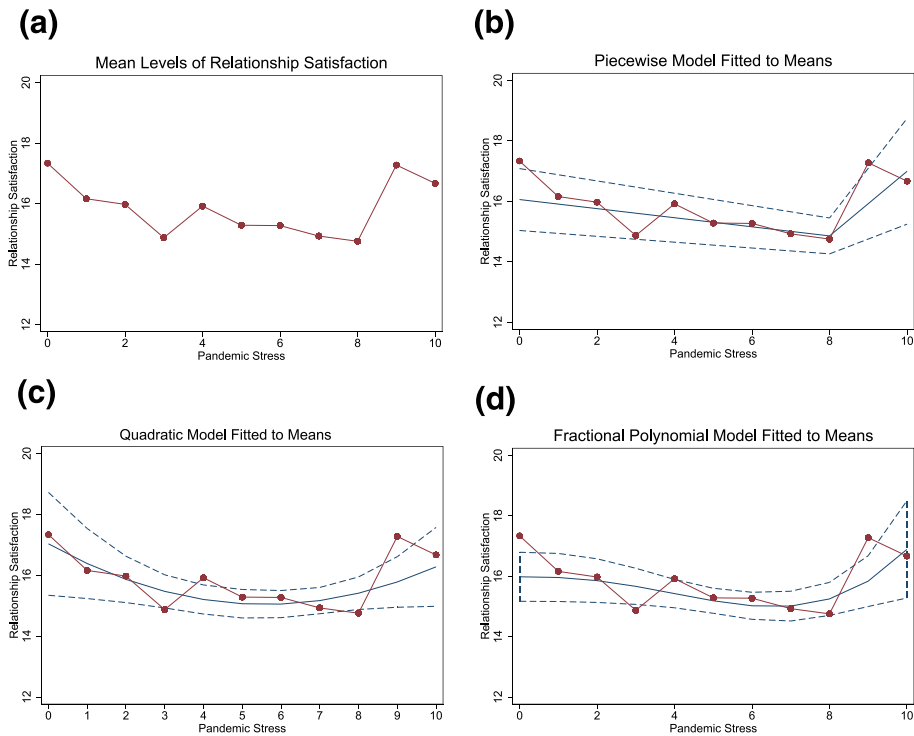 (a)
Mean Levels of Relationship Satisfaction
Relationship Satisfaction
20
18
16
14
12
0 2 4 6 8 10
Pandemic Stress
(b)
Piecewise Model Fitted to Means
Relationship Satisfaction
20
18
16
14
12
0 2 4 6 8 10
Pandemic Stress
(c)
Quadratic Model Fitted to Means
Relationship Satisfaction
20
18
16
14
12
0 1 2 3 4 5 6 7 8 9 10
Pandemic Stress
(d)
Fractional Polynomial Model Fitted to Means
Relationship Satisfaction
20
18
16
14
12
0 2 4 6 8 10
Pandemic Stress